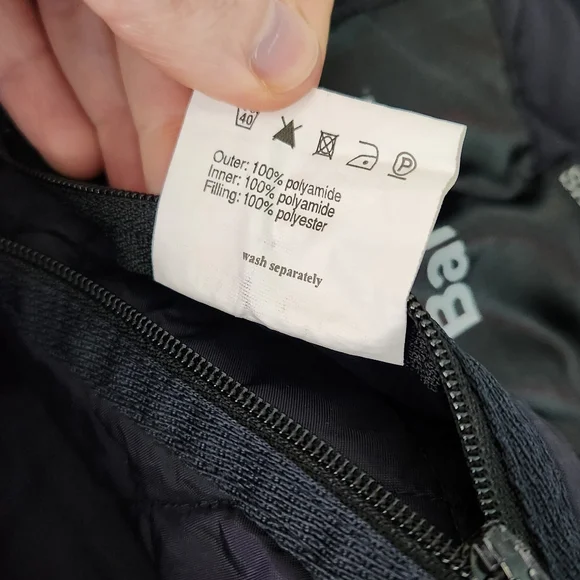 40
P
Outer: 100% polyamide
Inner: 100% polyamide
Filling: 100% polyester
wash separately
Ba